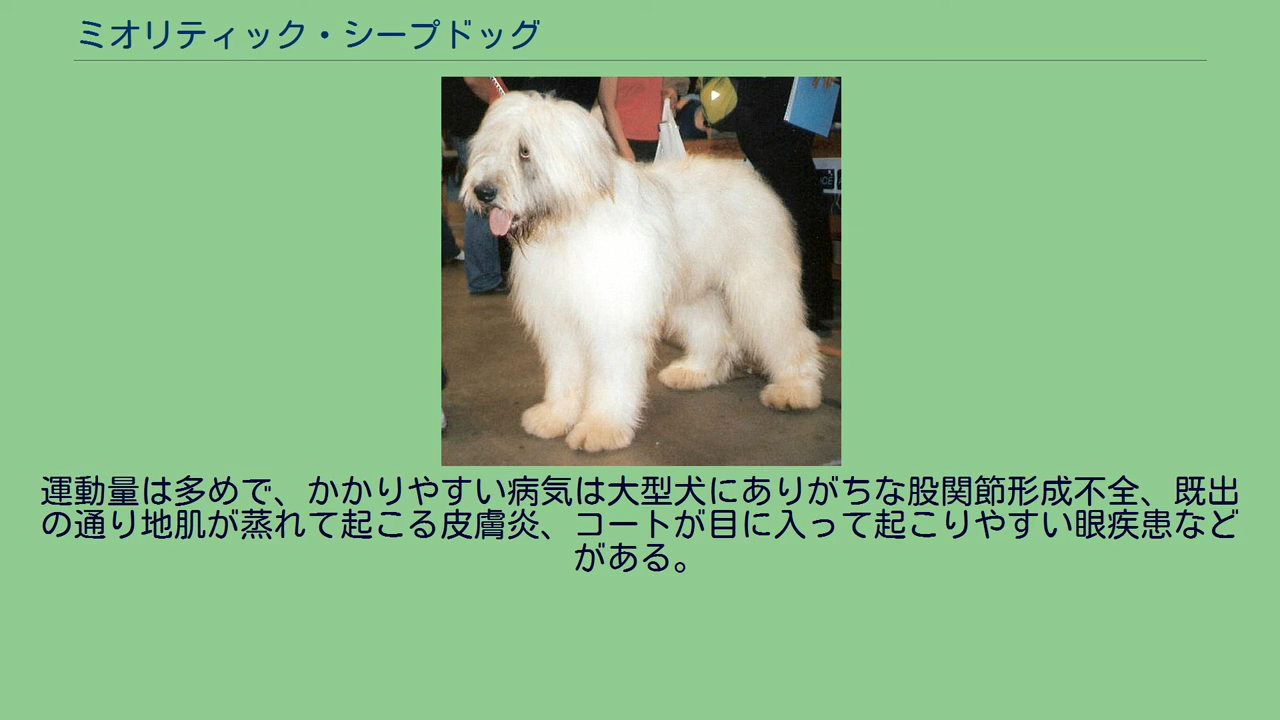 ミオリティック・シープドッグ
運動量は多めで、かかりやすい病気は大型犬にありがちな股関節形成不全、既出
の通り地肌が蒸れて起こる皮膚炎、コートが目に入って起こりやすい眼疾患など
がある。